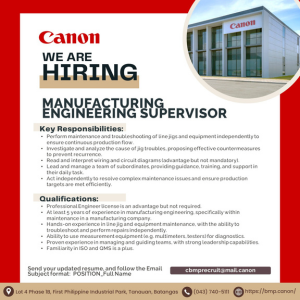 Canon
Canon
WE ARE
HIRING
MANUFACTURING
ENGINEERING SUPERVISOR
Key Responsibilities:
• Perform maintenance and troubleshooting of line jigs and equipment independently to
ensure continuous production flow
• Investigate and analyze the cause of jig troubles, proposing effective countermeasures
to prevent recurrence.
• Read and interpret wiring and circuit diagrams (advantage but not mandatory)
• Lead and manage a team of subordinates, providing guidance, training, and support in
their daily task
• Act independently to resolve complex maintenance issues and ensure production
targets are met efficiently.
Qualifications:
• Professional Engineer license is an advantage but not required.
• At least 5 years of experience in manufacturing engineering, specifically within
maintenance in a manufacturing company.
• Hands-on experience in line jig and equipment maintenance, with the ability to
troubleshoot and perform repairs independently.
• Ability to use measurement equipment (e.g. multimeters, testers) for diagnostics.
• Proven experience in managing and guiding teams, with strong leadership capabilities.
• Familiarity in ISO and QMS is a plus.
Send your updated resume, and follow the Email
Subject format: POSITION_Full Name
cbmprecruit@mail.canon
Lot 4 Phase 1B, First Philippine Industrial Park, Tanauan, Batangas
(043) 740-5111
https://bmp.canon/